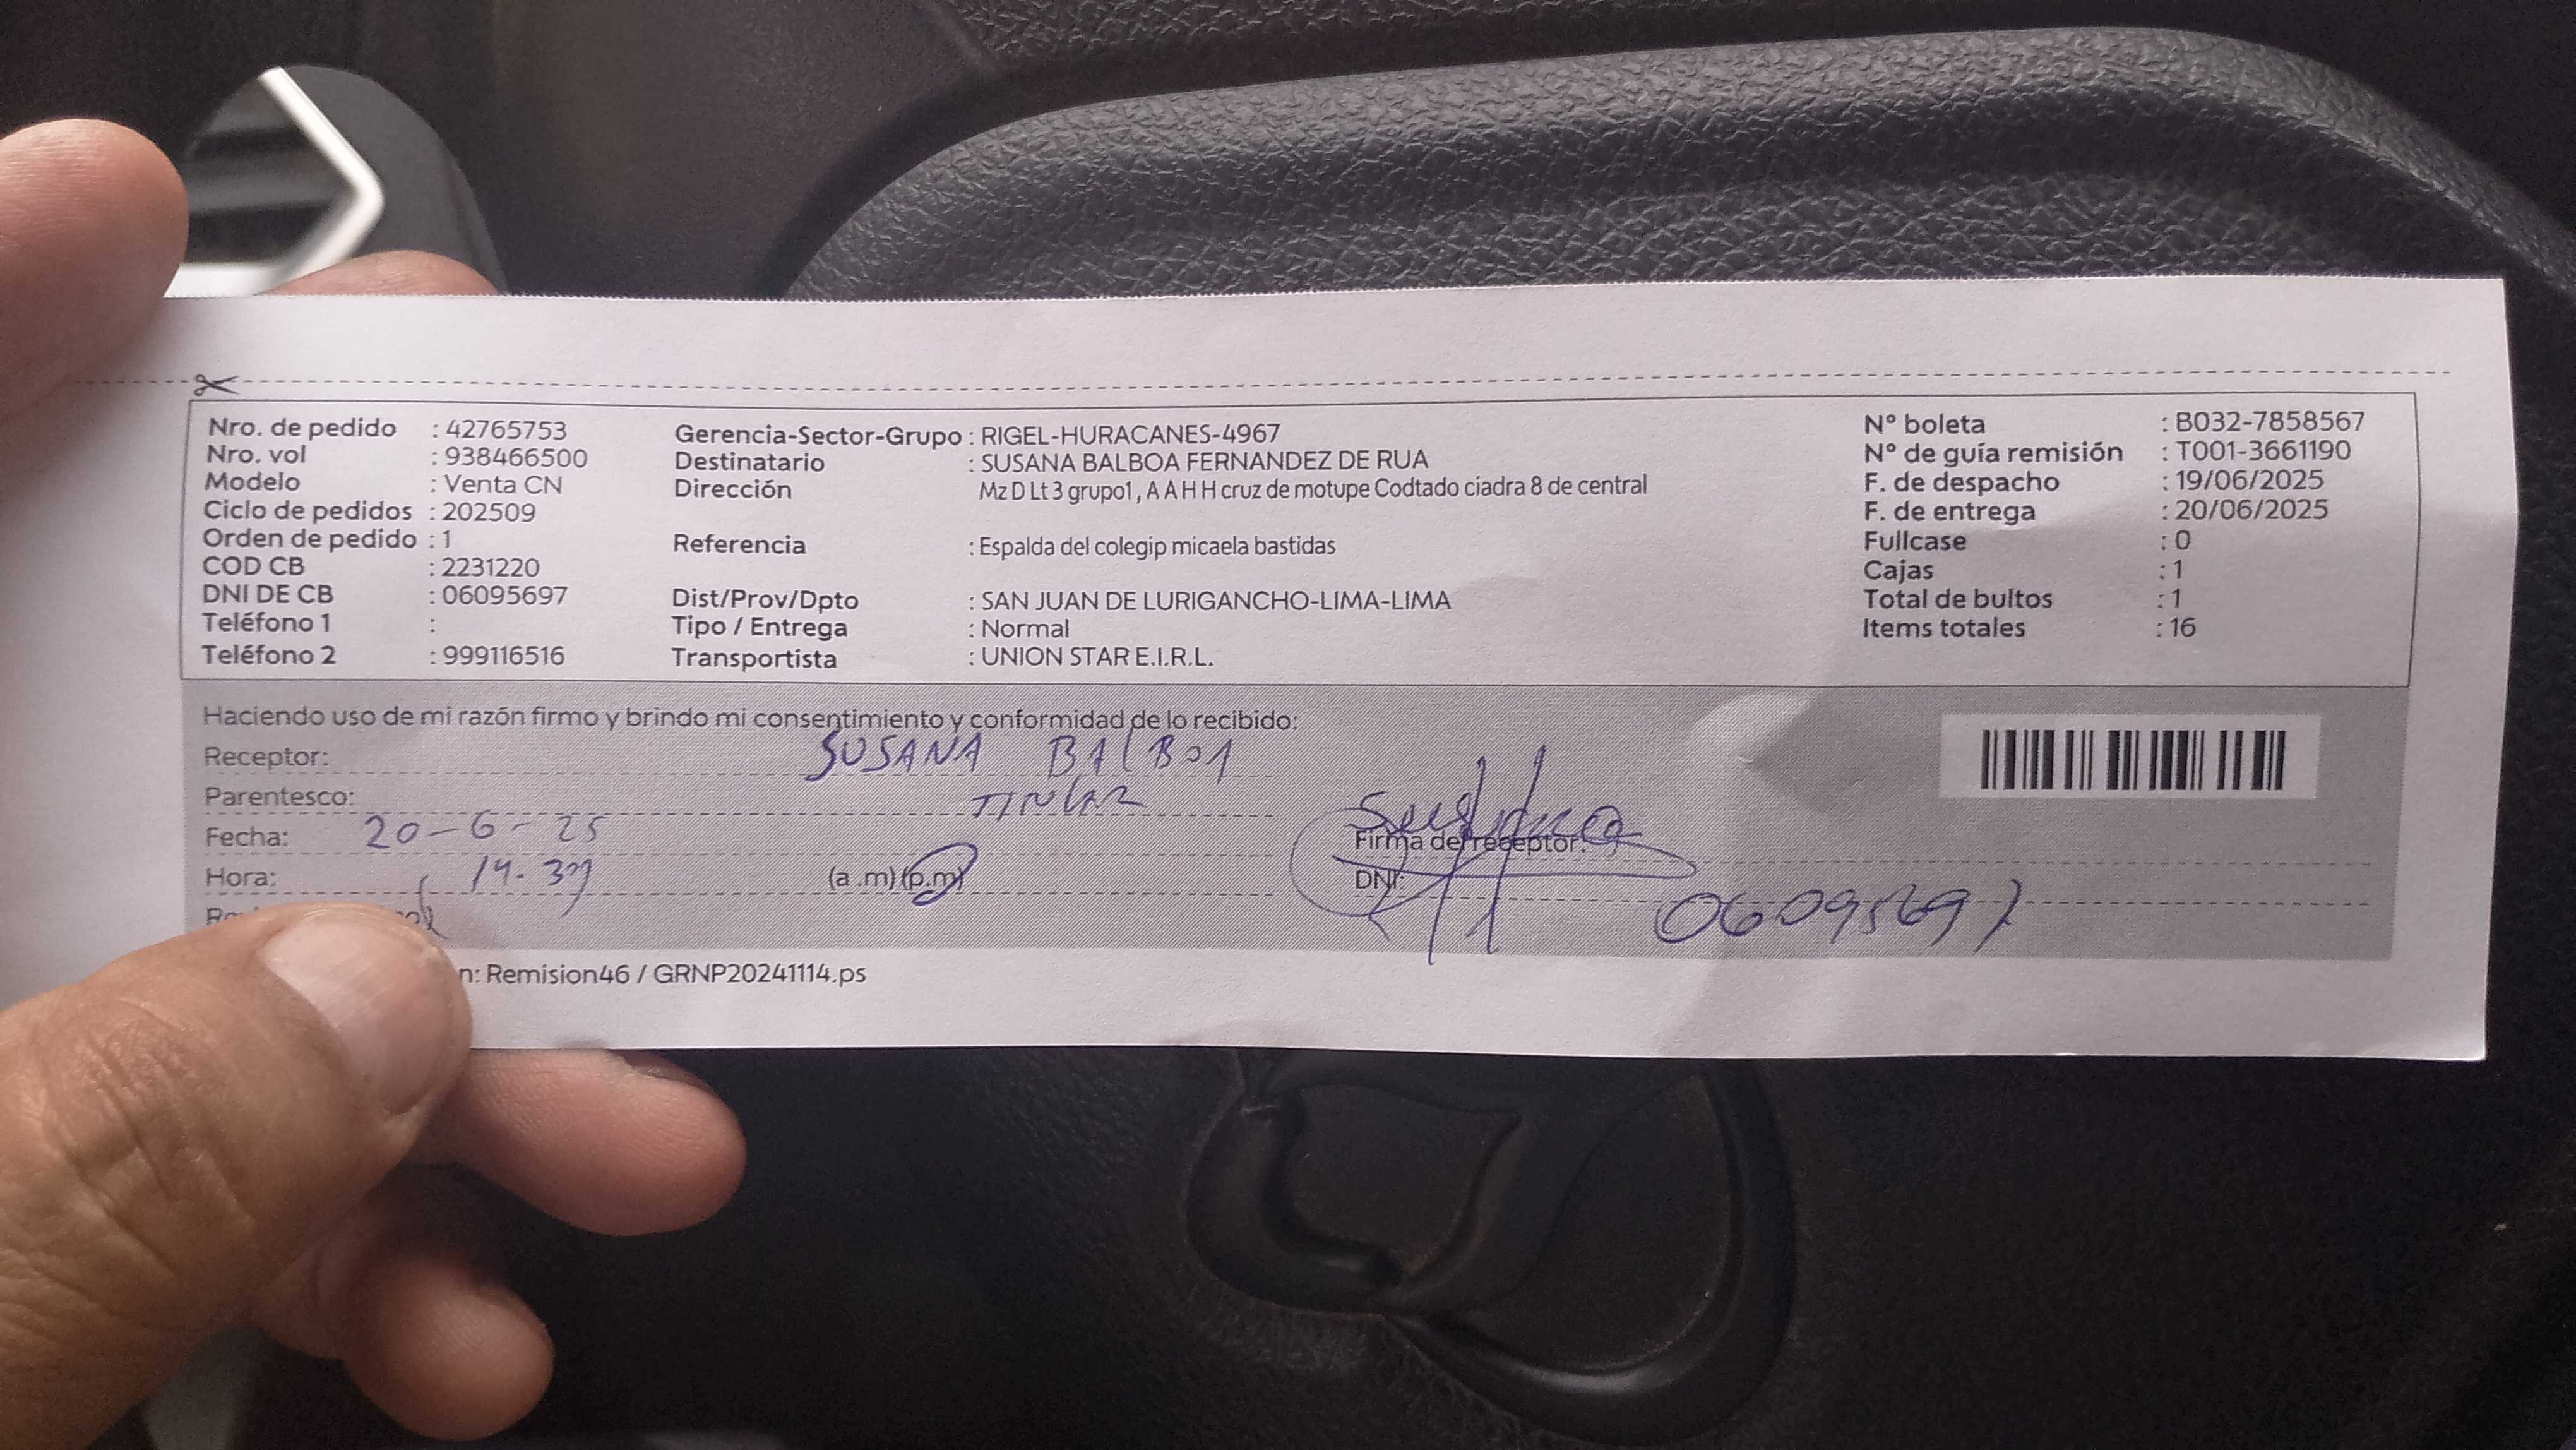 Nro. de pedido : 42765753
Nro. vol : 938466500
Modelo : Venta CN
Ciclo de pedidos : 202509
Orden de pedido : 1
COD CB : 2231220
DNI DE CB : 06095697
Teléfono 1 :
Teléfono 2 : 999116516
Gerencia-Sector-Grupo : RIGEL-HURACANES-4967
Destinatario : SUSANA BALBOA FERNANDEZ DE RUA
Dirección Mz D Lt 3 grupo1 , A A H H cruz de motupe Codtado ciadra 8 de central
Referencia : Espalda del colegip micaela bastidas
Dist/Prov/Dpto : SAN JUAN DE LURIGANCHO-LIMA-LIMA
Tipo / Entrega : Normal
Transportista : UNION STAR E.I.R.L.
N° boleta : B032-7858567
N° de guía remisión : T001-3661190
F. de despacho : 19/06/2025
F. de entrega : 20/06/2025
Fullcase : 0
Cajas : 1
Total de bultos : 1
Items totales : 16
Haciendo uso de mi razón firmo y brindo mi consentimiento y conformidad de lo recibido:
Receptor: SUSANA BALBOA
Parentesco: TITULAR
Fecha: 20-6-25
Hora: 14.39 (a .m) (p.m)
Firma de receptor:
DNI: 06095697
n: Remision46 / GRNP20241114.ps